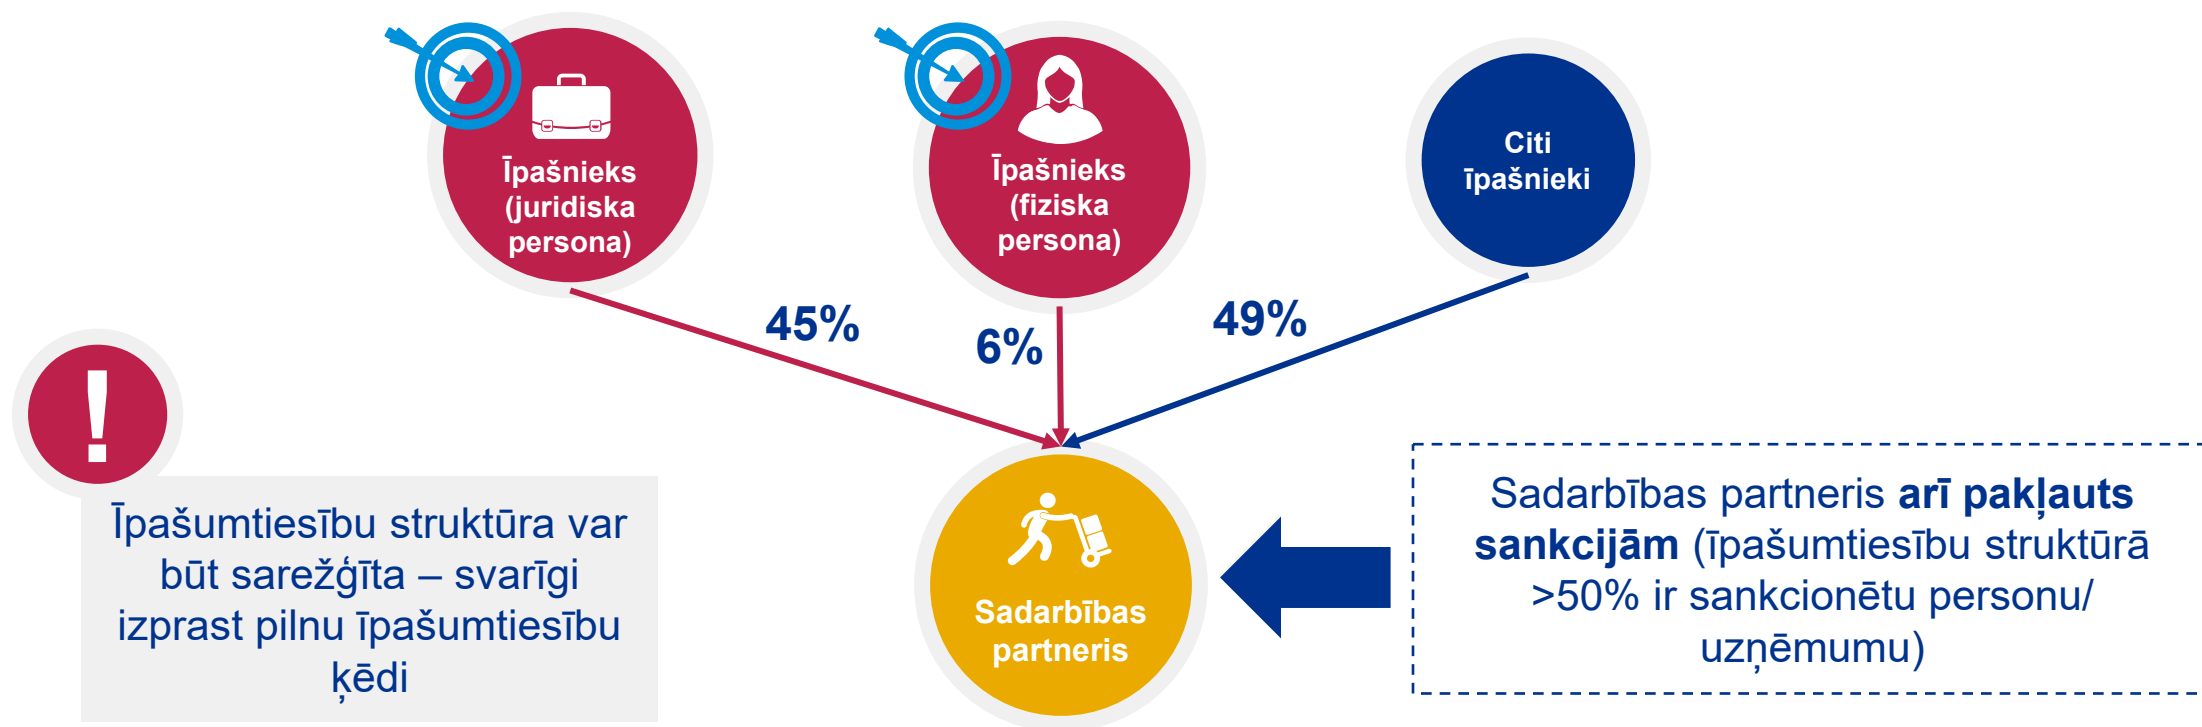 Īpašnieks
(juridiska
persona)
Īpašnieks
(fiziska
persona)
Citi
īpašnieki
45%
6%
49%
!
Īpašumtiesību struktūra var
būt sarežģīta – svarīgi
izprast pilnu īpašumtiesību
ķēdi
Sadarbības
partneris
Sadarbības partneris arī pakļauts
sankcijām (īpašumtiesību struktūrā
>50% ir sankcionētu personu/
uzņēmumu)